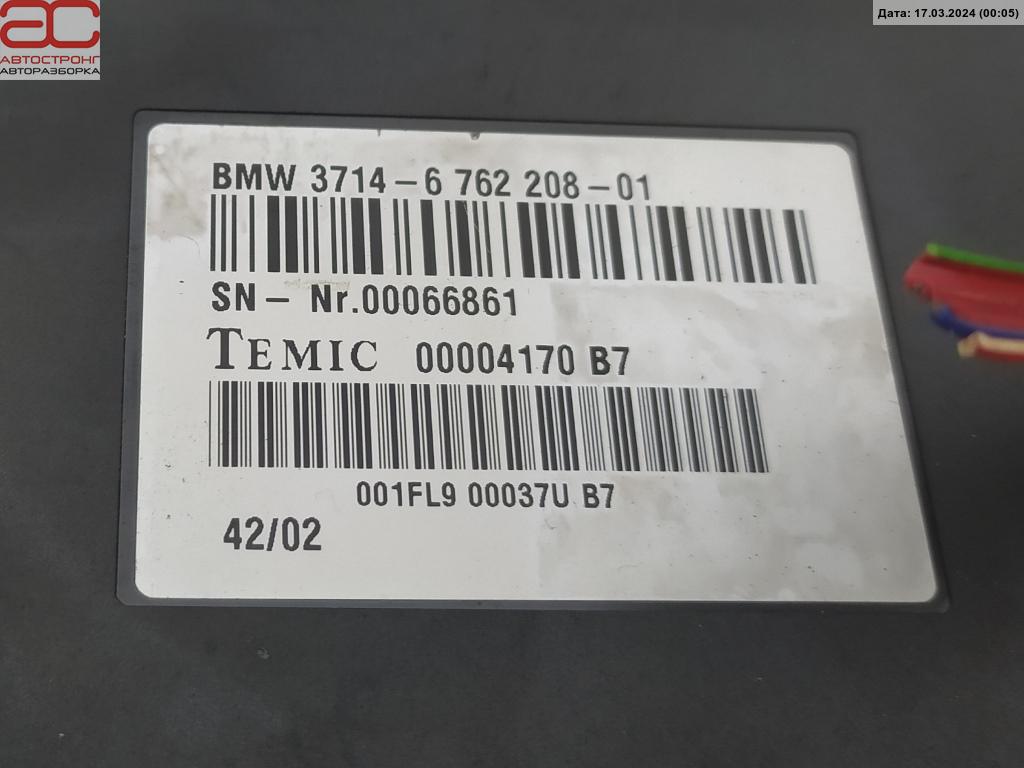 ас
АВТОСТРОНГ
АВТОРАЗБОРКА
Дата: 17.03.2024 (00:05)
BMW 3714-6 762 208-01
SN- Nr.00066861
TEMIC 00004170 B7
001FL9 00037U B7
42/02